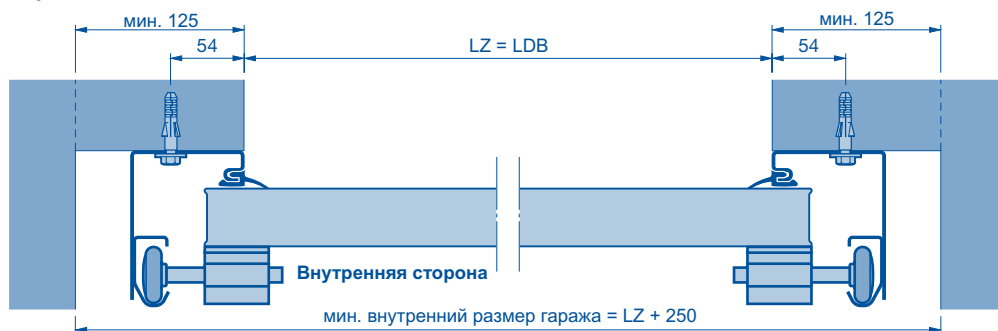 мин. 125
мин. 125
54
LZ = LDB
54
Внутренняя сторона
мин. внутренний размер гаража = LZ + 250